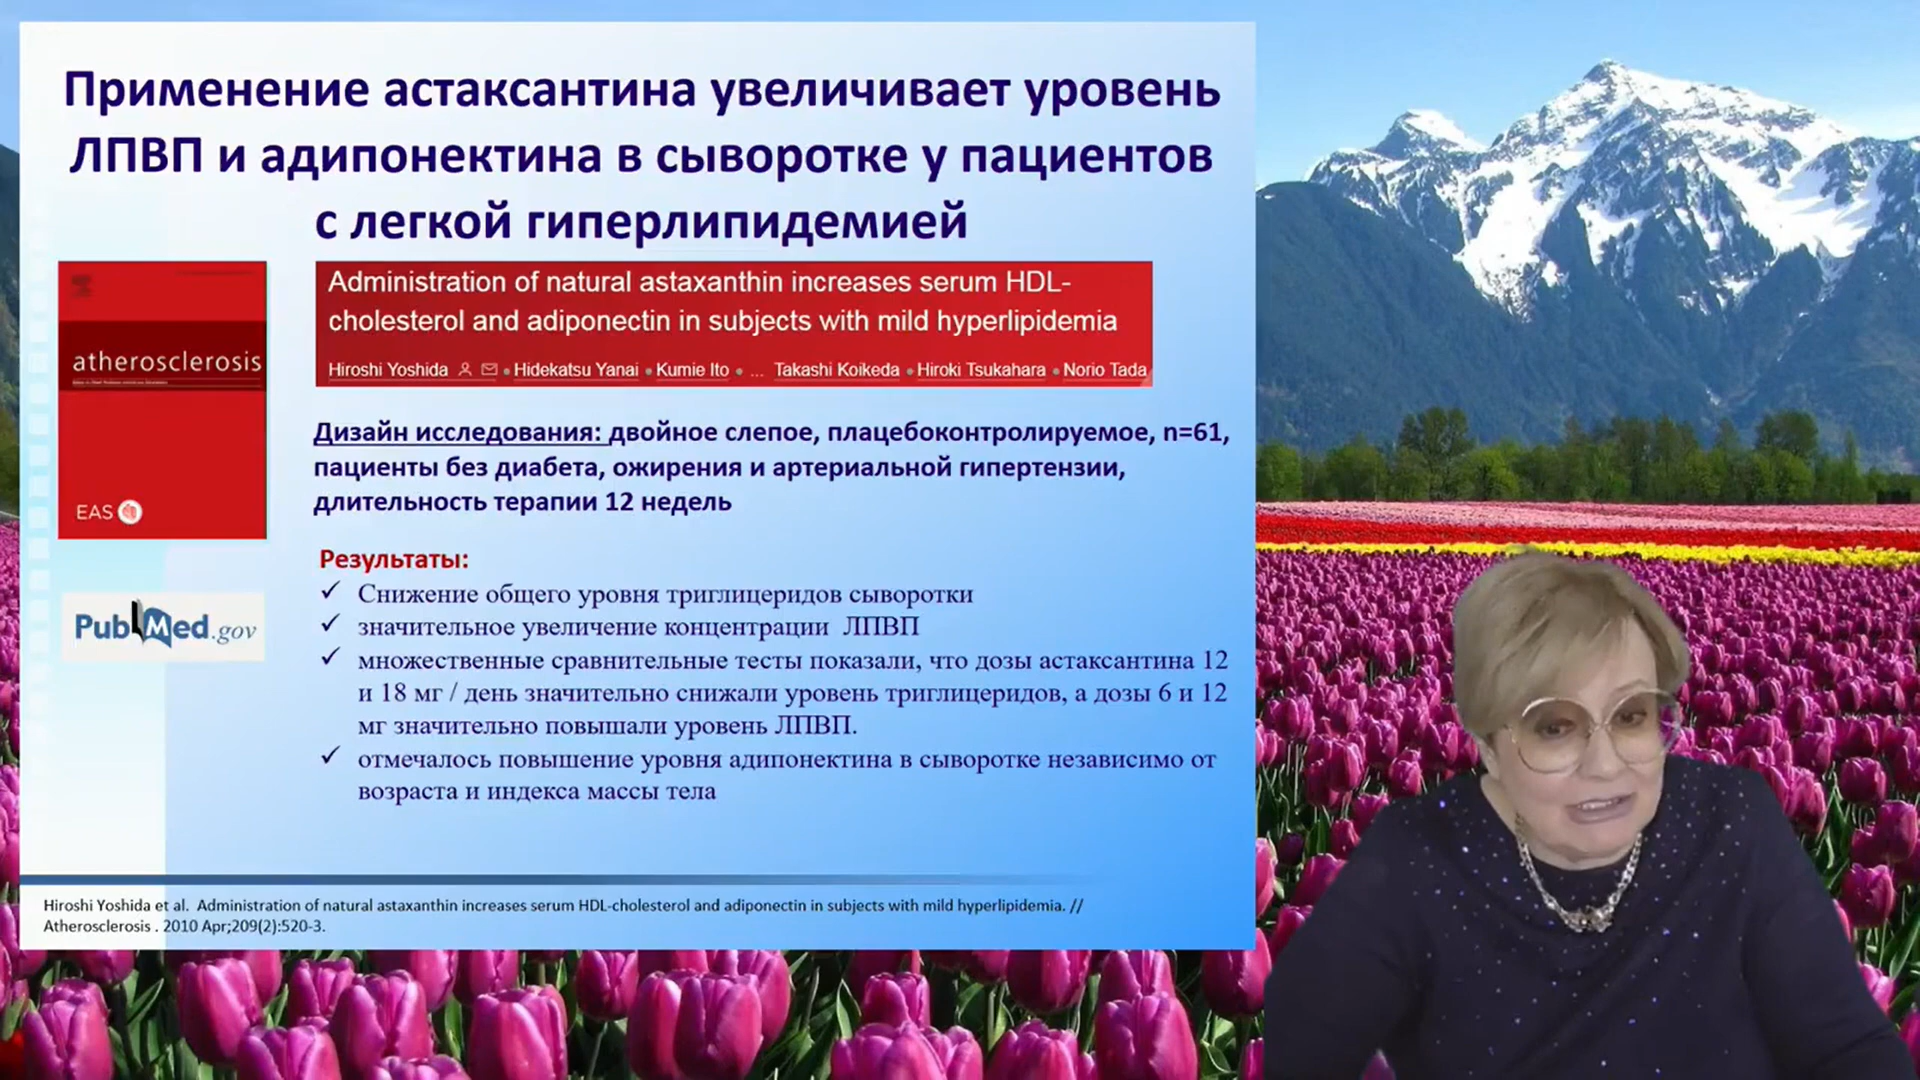 Применение астаксантина увеличивает уровень
ЛПВП и адипонектина в сыворотке у пациентов
с легкой гиперлипидемией
atherosclerosis
EAS
PubMed.gov
Administration of natural astaxanthin increases serum HDL-
cholesterol and adiponectin in subjects with mild hyperlipidemia
Hiroshi Yoshida • Hidekatsu Yanai • Kumie Ito • ... Takashi Koikeda • Hiroki Tsukahara • Norio Tada
Дизайн исследования: двойное слепое, плацебоконтролируемое, n=61,
пациенты без диабета, ожирения и артериальной гипертензии,
длительность терапии 12 недель
Результаты:
✓ Снижение общего уровня триглицеридов сыворотки
✓ значительное увеличение концентрации ЛПВП
✓ множественные сравнительные тесты показали, что дозы астаксантина 12
и 18 мг / день значительно снижали уровень триглицеридов, а дозы 6 и 12
мг значительно повышали уровень ЛПВП.
✓ отмечалось повышение уровня адипонектина в сыворотке независимо от
возраста и индекса массы тела
Hiroshi Yoshida et al. Administration of natural astaxanthin increases serum HDL-cholesterol and adiponectin in subjects with mild hyperlipidemia. //
Atherosclerosis . 2010 Apr;209(2):520-3.